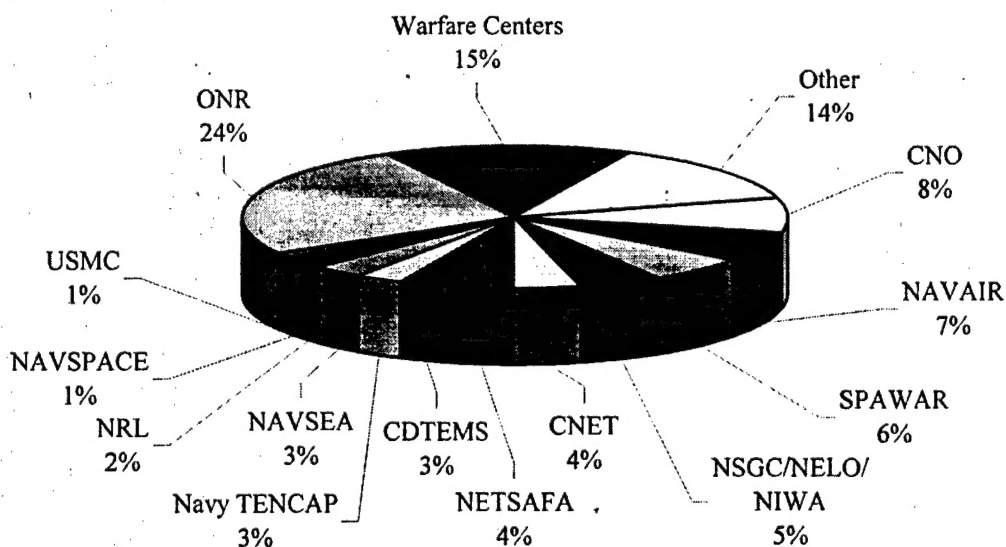 Warfare Centers
15%
Other
14%
ONR
24%
CNO
8%
USMC
1%
NAVAIR
7%
NAVSPACE
1%
SPAWAR
6%
NRL
2%
NAVSEA
3%
CDTEMS
3%
CNET
4%
NSGC/NELO/
NIWA
5%
Navy TENCAP
3%
NETSAFA
4%